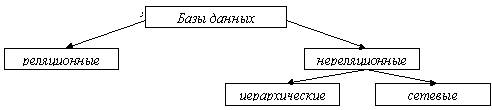 Базы данных
реляционные
нереляционные
иерархические
сетевые